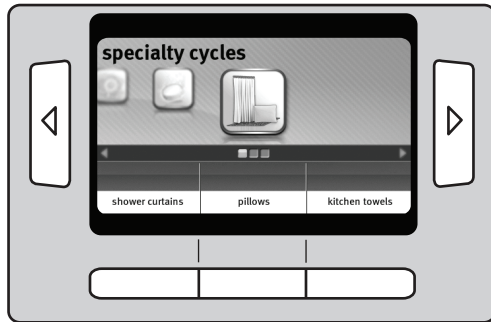 specialty cycles
shower curtains
pillows
kitchen towels